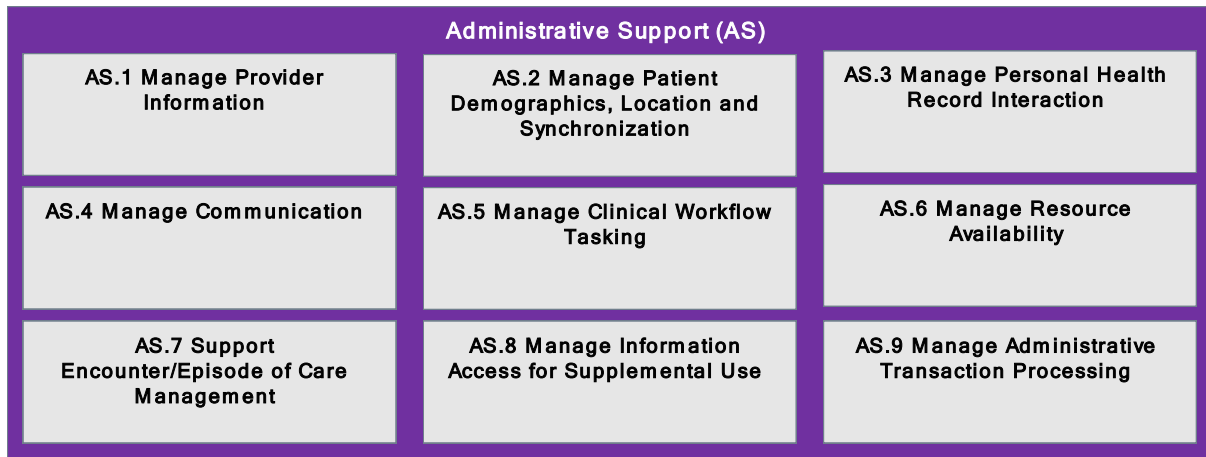 Administrative Support (AS)
AS.1 Manage Provider
Information
AS.2 Manage Patient
Demographics, Location and
Synchronization
AS.3 Manage Personal Health
Record Interaction
AS.4 Manage Communication
AS.5 Manage Clinical Workflow
Tasking
AS.6 Manage Resource
Availability
AS.7 Support
Encounter/Episode of Care
Management
AS.8 Manage Information
Access for Supplemental Use
AS.9 Manage Administrative
Transaction Processing